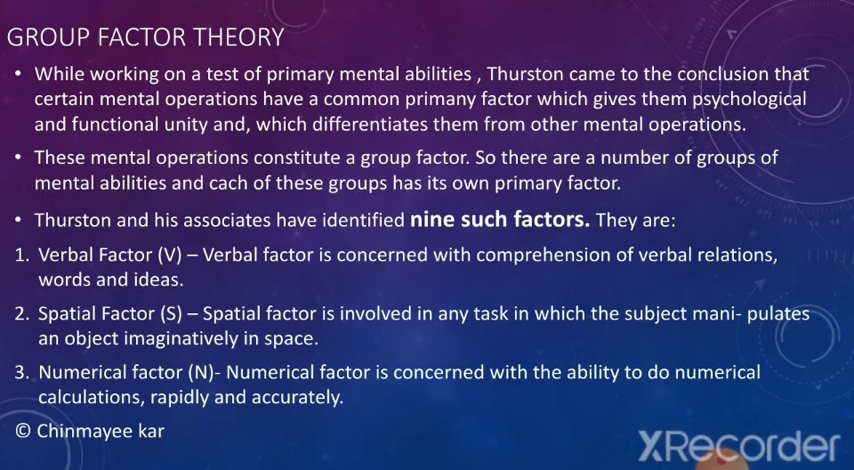 GROUP FACTOR THEORY
• While working on a test of primary mental abilities , Thurston came to the conclusion that
certain mental operations have a common primany factor which gives them psychological
and functional unity and, which differentiates them from other mental operations.
• These mental operations constitute a group factor. So there are a number of groups of
mental abilities and cach of these groups has its own primary factor.
• Thurston and his associates have identified nine such factors. They are:
1. Verbal Factor (V) – Verbal factor is concerned with comprehension of verbal relations,
words and ideas.
2. Spatial Factor (S) – Spatial factor is involved in any task in which the subject mani- pulates
an object imaginatively in space.
3. Numerical factor (N)- Numerical factor is concerned with the ability to do numerical
calculations, rapidly and accurately.
© Chinmayee kar
XRecorder